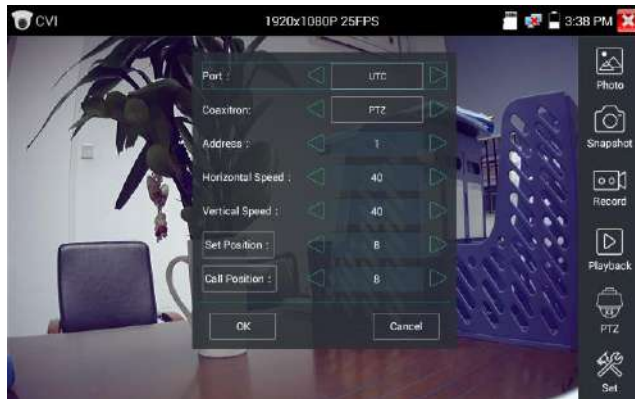 CVI
1920x1080P 25FPS
3:38 PM
Port :
UTC
Coaxitron:
PTZ
Address :
1
Horizontal Speed :
40
Vertical Speed :
40
Set Position :
8
Call Position :
8
OK
Cancel
Photo
Snapshot
Record
Playback
PTZ
Set